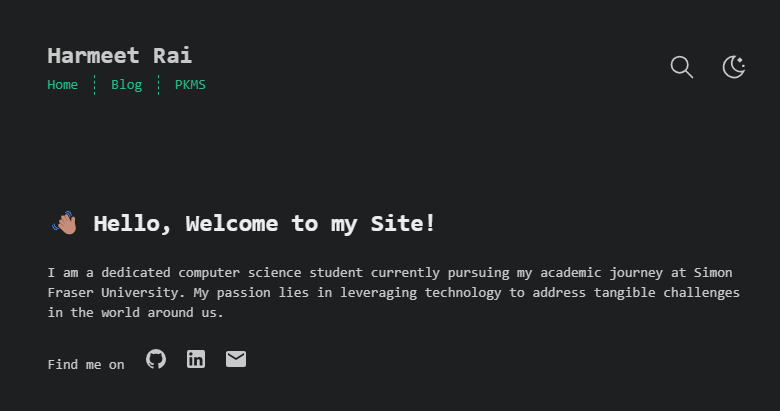 Harmeet Rai
Home Blog PKMS
Hello, Welcome to my Site!
I am a dedicated computer science student currently pursuing my academic journey at Simon
Fraser University. My passion lies in leveraging technology to address tangible challenges
in the world around us.
Find me on